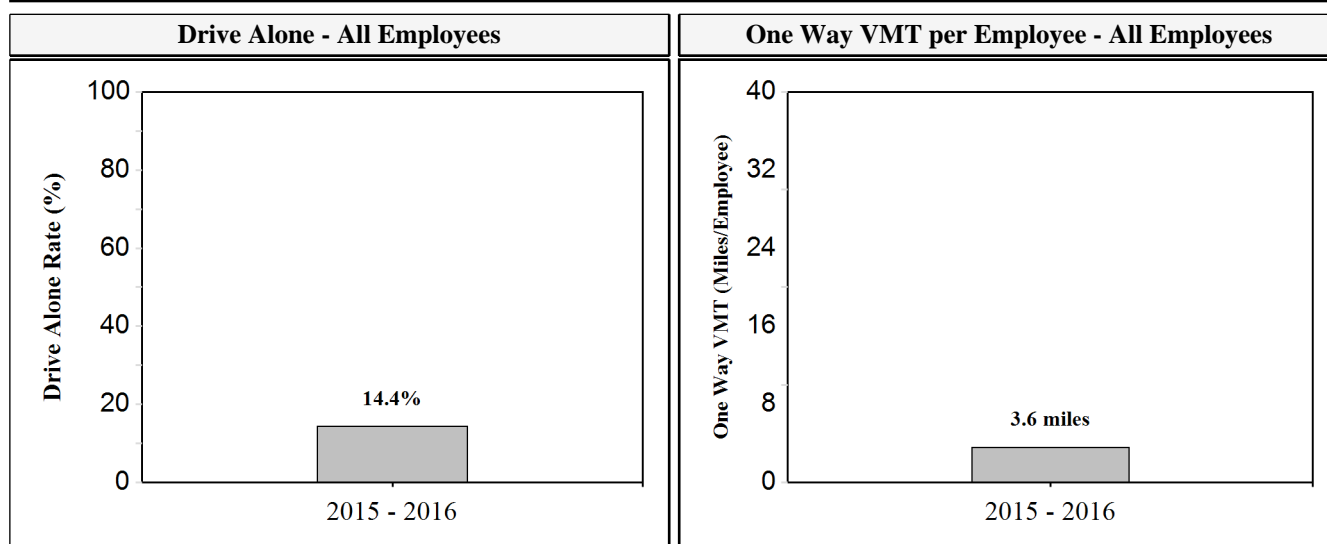 Drive Alone - All Employees
Drive Alone Rate (%)
100
80
60
40
20
0
14.4%
2015 - 2016
One Way VMT per Employee - All Employees
One Way VMT (Miles/Employee)
40
32
24
16
8
0
3.6 miles
2015 - 2016